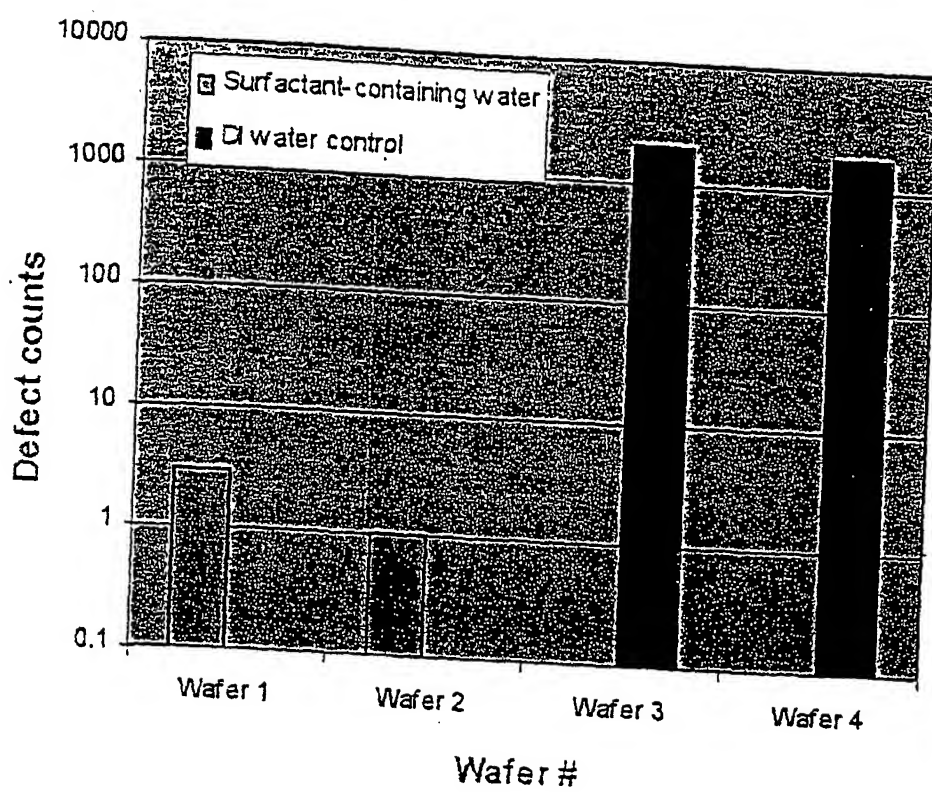 10000
1000
100
10
1
0.1
Defect counts
Surfactant-containing water
DI water control
Wafer 1
Wafer 2
Wafer 3
Wafer 4
Wafer #